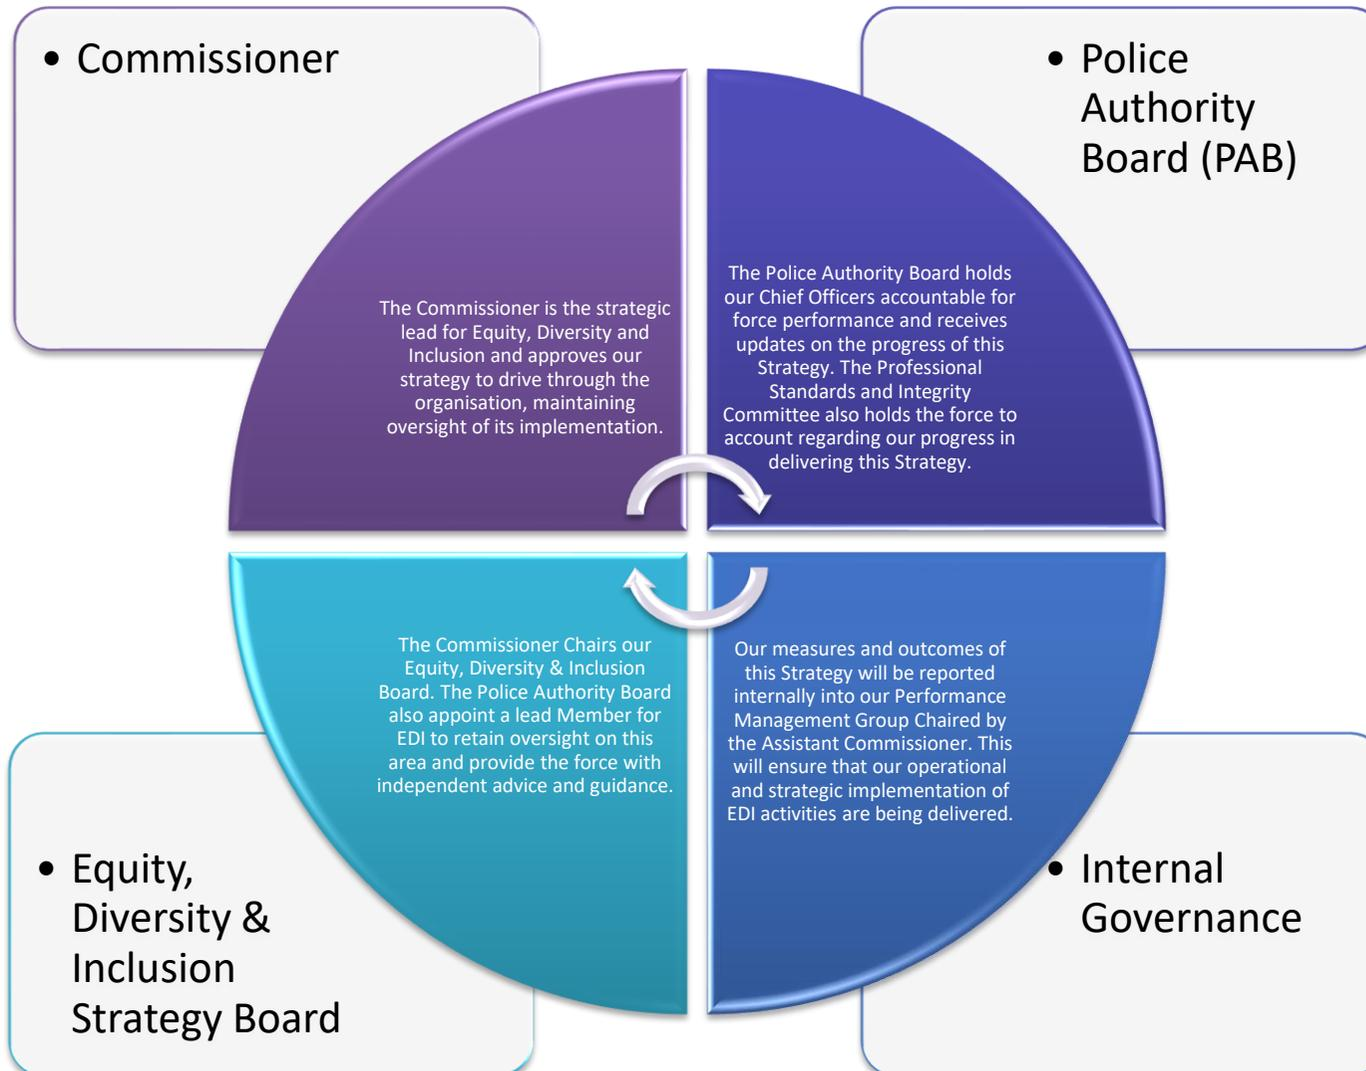 • Commissioner
• Police
Authority
Board (PAB)
The Commissioner is the strategic
lead for Equity, Diversity and
Inclusion and approves our
strategy to drive through the
organisation, maintaining
oversight of its implementation.
The Police Authority Board holds
our Chief Officers accountable for
force performance and receives
updates on the progress of this
Strategy. The Professional
Standards and Integrity
Committee also holds the force to
account regarding our progress in
delivering this Strategy.
The Commissioner Chairs our
Equity, Diversity & Inclusion
Board. The Police Authority Board
also appoint a lead Member for
EDI to retain oversight on this
area and provide the force with
independent advice and guidance.
Our measures and outcomes of
this Strategy will be reported
internally into our Performance
Management Group Chaired by
the Assistant Commissioner. This
will ensure that our operational
and strategic implementation of
EDI activities are being delivered.
• Equity,
Diversity &
Inclusion
Strategy Board
• Internal
Governance